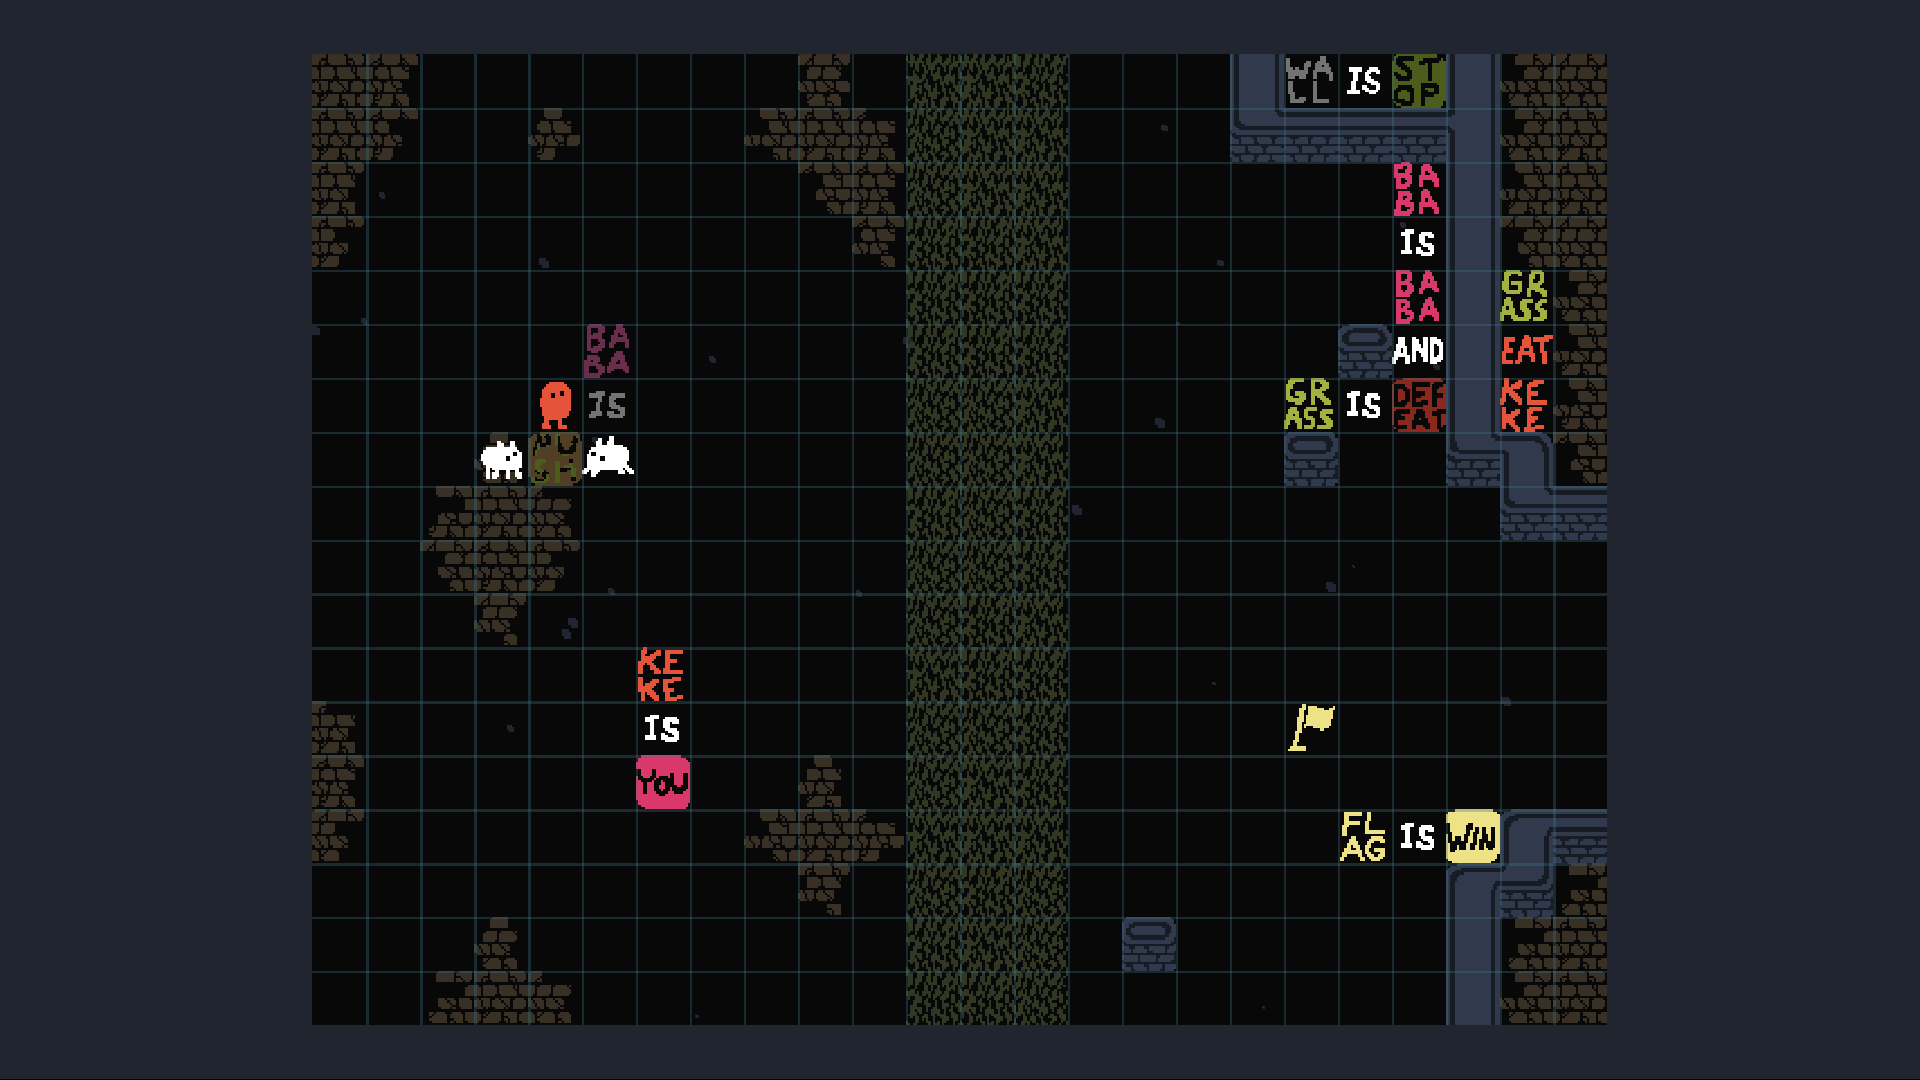 WALL IS STOP
BABA
IS
BABA
GRASS
BABA
AND
EAT
IS
GRASS IS DEFEAT
KEKE
PUSH
KEKE
IS
YOU
FLAG IS WIN